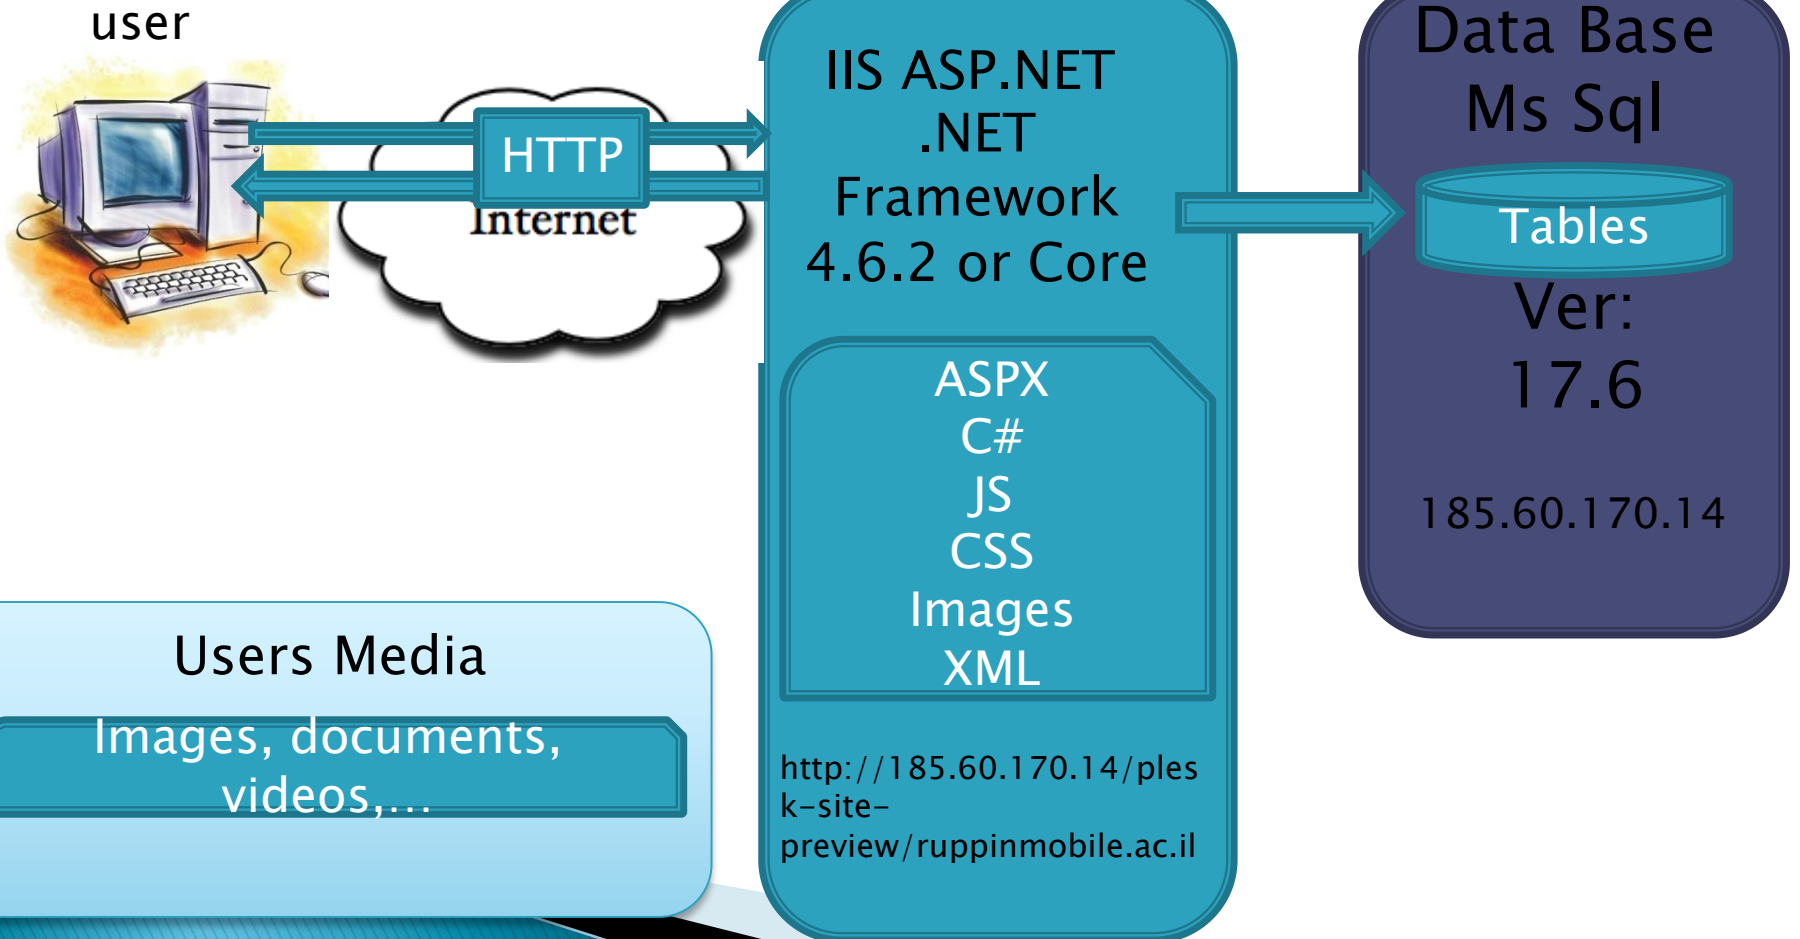 user
HTTP
Internet
IIS ASP.NET
.NET
Framework
4.6.2 or Core
ASPX
C#
JS
CSS
Images
XML
http://185.60.170.14/ples
k-site-
preview/ruppinmobile.ac.il
Data Base
Ms Sql
Tables
Ver:
17.6
185.60.170.14
Users Media
Images, documents,
videos,...